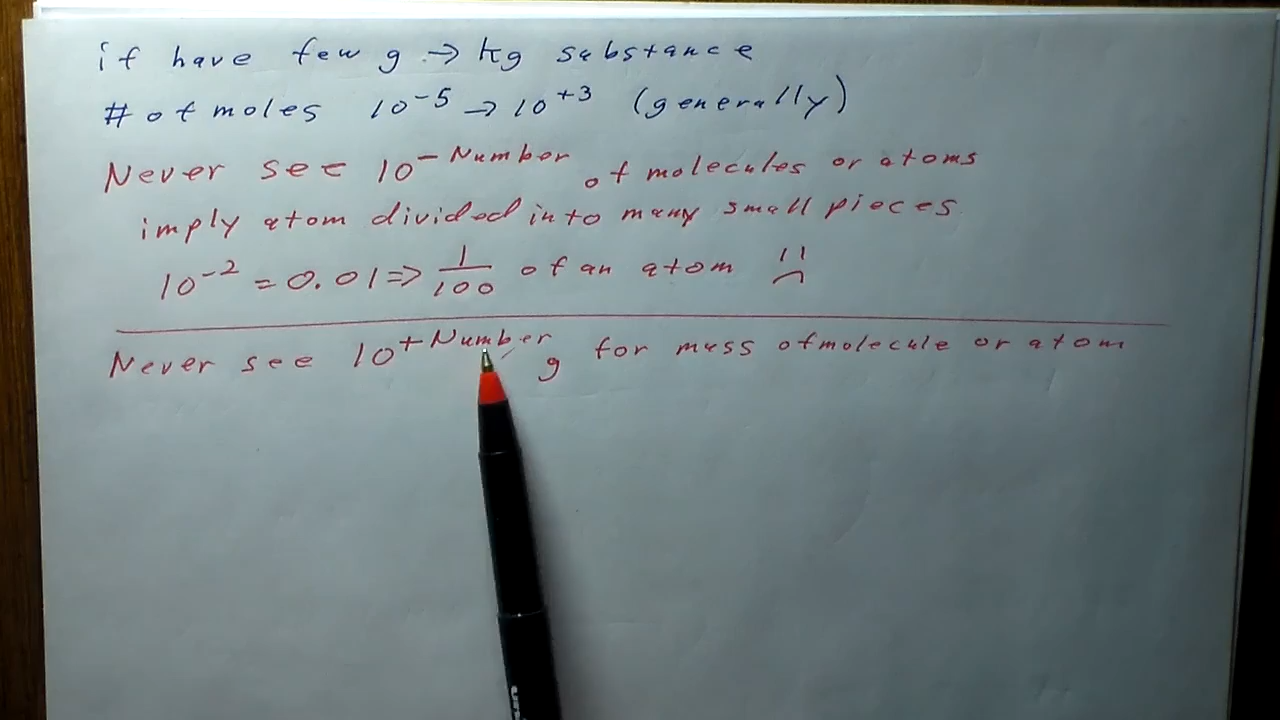 if have few g → kg substance
# of moles 10⁻⁵ → 10⁺³ (generally)
Never see 10⁻ᴺᵘᵐᵇᵉʳ of molecules or atoms
imply atom divided into many small pieces
10⁻² = 0.01 ⇒ 1/100 of an atom
Never see 10⁺ᴺᵘᵐᵇᵉʳ g for mass of molecule or atom